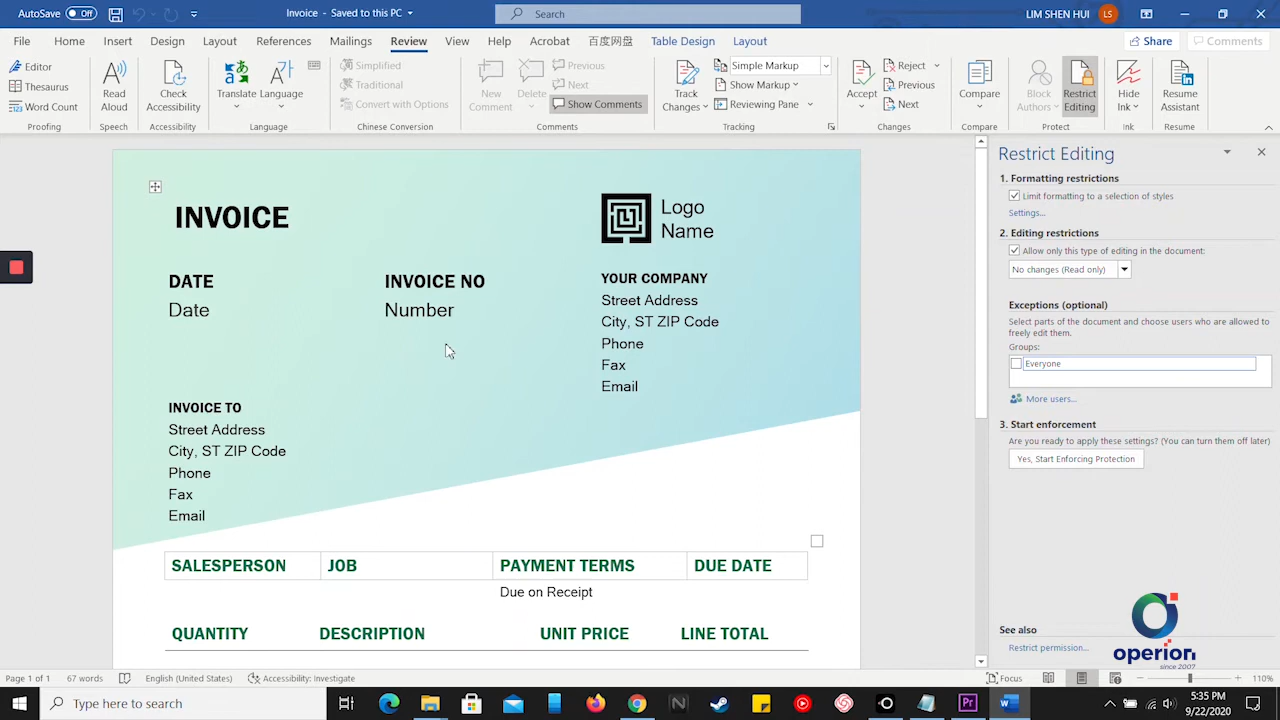 AutoSave Off
Invoice - Saved to this PC
Search
LIM SHEN HUI LS
File Home Insert Design Layout References Mailings Review View Help Acrobat 百度网盘 Table Design Layout
Share Comments
Editor
Thesaurus
Word Count
Proofing
Read Aloud
Speech
Check Accessibility
Accessibility
Translate Language
Language
Simplified
Traditional
Convert with Options
Chinese Conversion
New Comment
Delete
Previous
Next
Show Comments
Comments
Track Changes
Simple Markup
Show Markup
Reviewing Pane
Tracking
Accept
Reject
Previous
Next
Changes
Compare
Compare
Block Authors
Restrict Editing
Protect
Hide Ink
Ink
Resume Assistant
Resume
INVOICE
Logo
Name
DATE
Date
INVOICE NO
Number
YOUR COMPANY
Street Address
City, ST ZIP Code
Phone
Fax
Email
INVOICE TO
Street Address
City, ST ZIP Code
Phone
Fax
Email
SALESPERSON JOB PAYMENT TERMS DUE DATE
Due on Receipt
QUANTITY DESCRIPTION UNIT PRICE LINE TOTAL
Restrict Editing
1. Formatting restrictions
Limit formatting to a selection of styles
Settings...
2. Editing restrictions
Allow only this type of editing in the document:
No changes (Read only)
Exceptions (optional)
Select parts of the document and choose users who are allowed to
freely edit them.
Groups:
Everyone
More users...
3. Start enforcement
Are you ready to apply these settings? (You can turn them off later)
Yes, Start Enforcing Protection
See also
Restrict permission...
operion
since 2007
Page 1 of 1 67 words English (United States) Accessibility: Investigate
Focus 110%
Type here to search
5:35 PM
9/22/2020